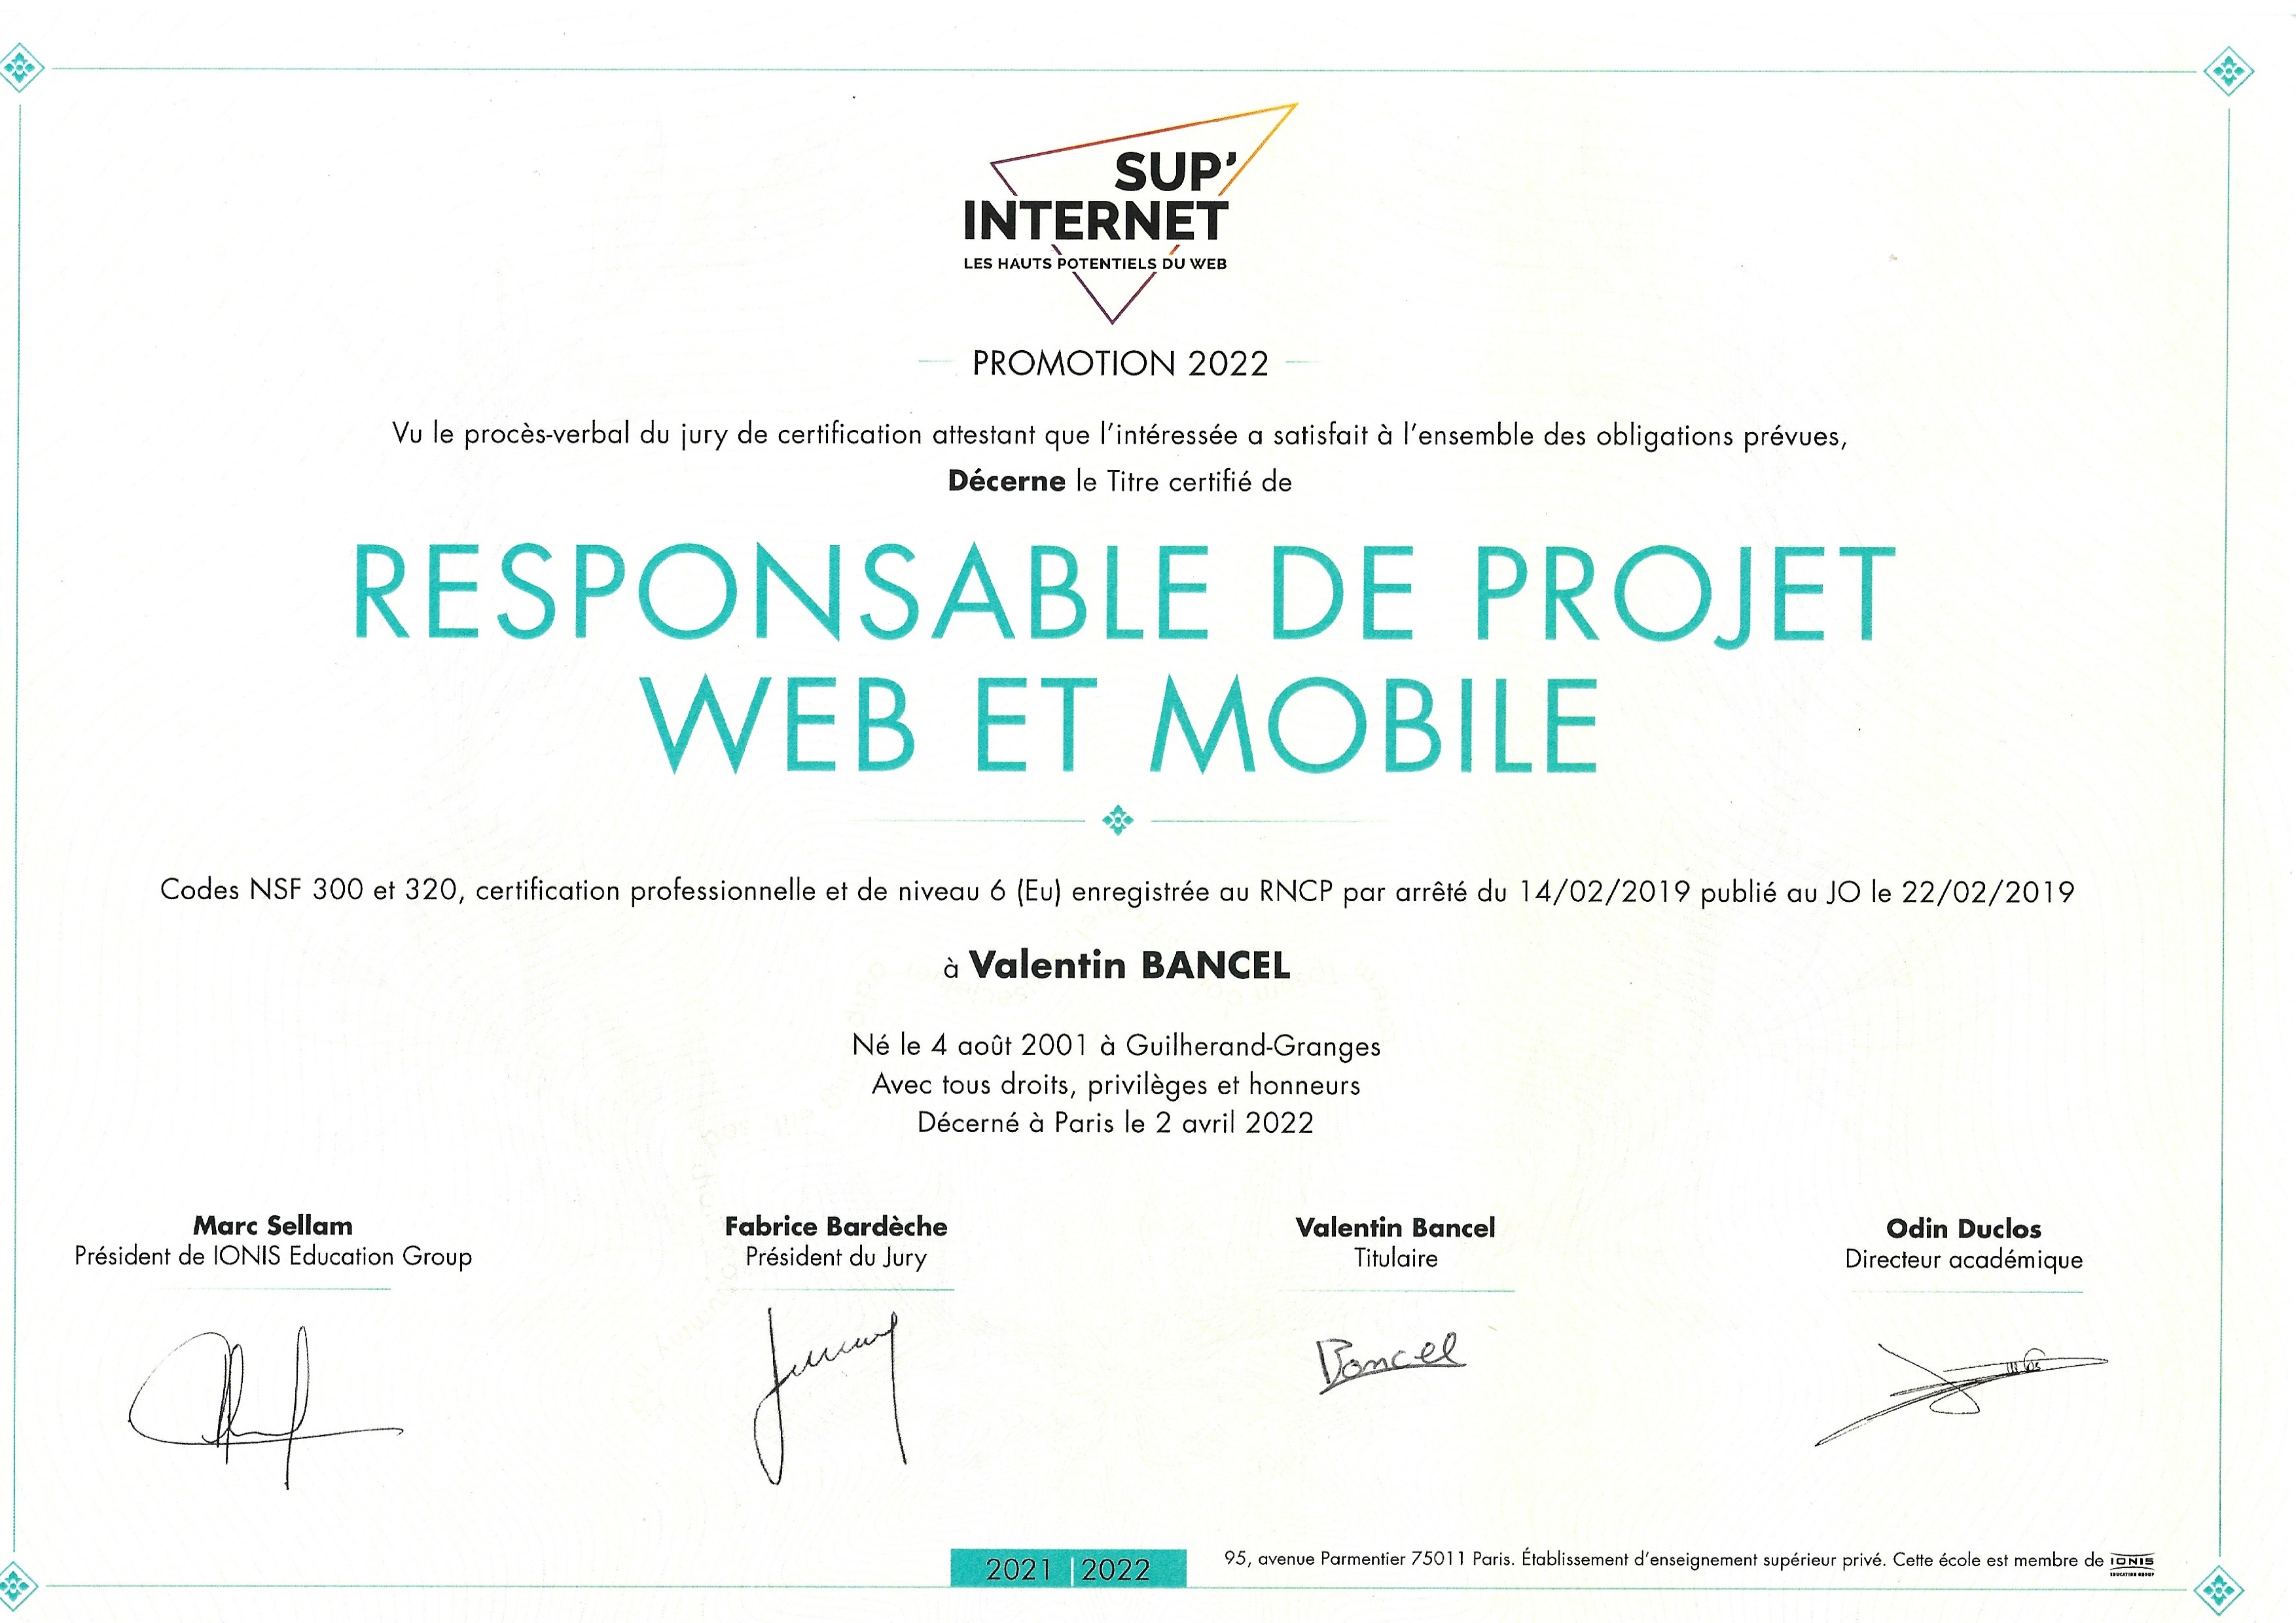 SUP'
INTERNET
LES HAUTS POTENTIELS DU WEB
PROMOTION 2022
Vu le procès-verbal du jury de certification attestant que l'intéressée a satisfait à l'ensemble des obligations prévues,
Décerne le Titre certifié de
RESPONSABLE DE PROJET
WEB ET MOBILE
Codes NSF 300 et 320, certification professionnelle et de niveau 6 (Eu) enregistrée au RNCP par arrêté du 14/02/2019 publié au JO le 22/02/2019
à Valentin BANCEL
Né le 4 août 2001 à Guilherand-Granges
Avec tous droits, privilèges et honneurs
Décerné à Paris le 2 avril 2022
Marc Sellam
Président de IONIS Education Group
Fabrice Bardèche
Président du Jury
Valentin Bancel
Titulaire
Bancel
Odin Duclos
Directeur académique
2021 | 2022
95, avenue Parmentier 75011 Paris. Établissement d'enseignement supérieur privé. Cette école est membre de IONIS
EDUCATION GROUP